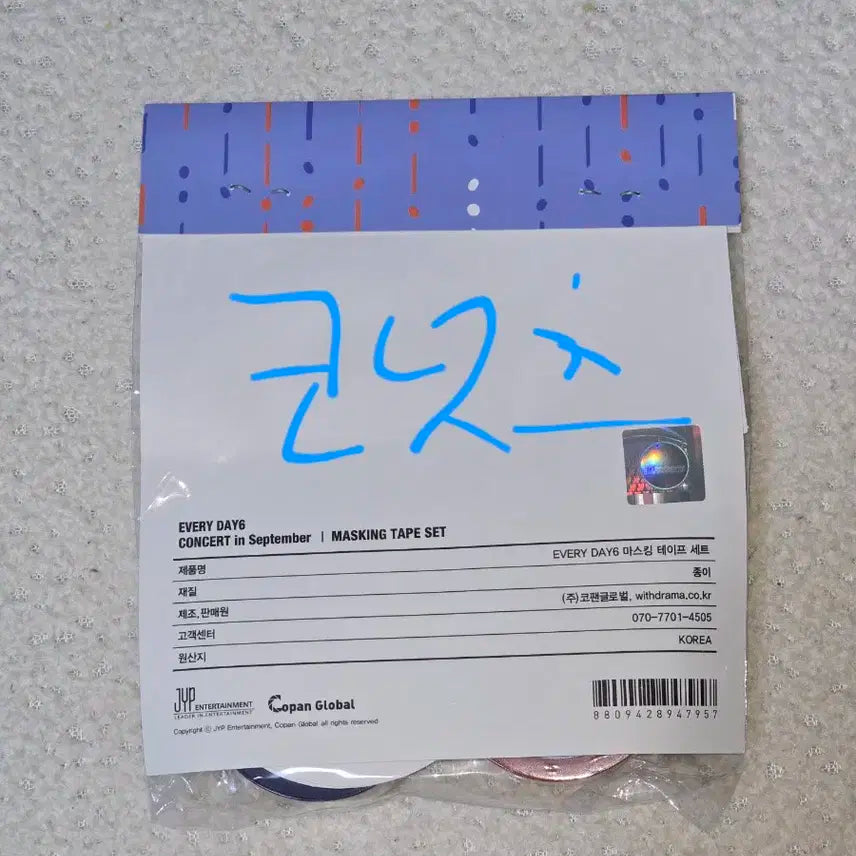 코넛츠
EVERY DAY6
CONCERT in September | MASKING TAPE SET
제품명 EVERY DAY6 마스킹 테이프 세트
재질 종이
제조,판매원 (주)코팬글로벌, withdrama.co.kr
고객센터 070-7701-4505
원산지 KOREA
JYP ENTERTAINMENT Copan Global
LEADER IN ENTERTAINMENT
Copyright ⓒ JYP Entertainment, Copan Global all rights reserved
8809428947957